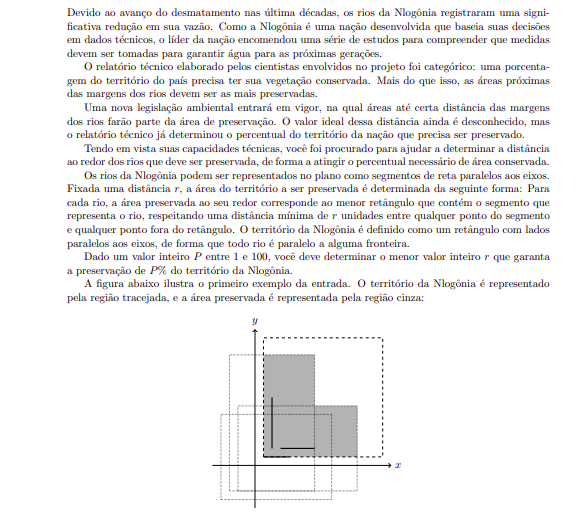 Devido ao avanço do desmatamento nas última décadas, os rios da Nlogônia registraram uma signi-
ficativa redução em sua vazão. Como a Nlogônia é uma nação desenvolvida que baseia suas decisões
em dados técnicos, o líder da nação encomendou uma série de estudos para compreender que medidas
devem ser tomadas para garantir água para as próximas gerações.
O relatório técnico elaborado pelos cientistas envolvidos no projeto foi categórico: uma porcenta-
gem do território do país precisa ter sua vegetação conservada. Mais do que isso, as áreas próximas
das margens dos rios devem ser as mais preservadas.
Uma nova legislação ambiental entrará em vigor, na qual áreas até certa distância das margens
dos rios farão parte da área de preservação. O valor ideal dessa distância ainda é desconhecido, mas
o relatório técnico já determinou o percentual do território da nação que precisa ser preservado.
Tendo em vista suas capacidades técnicas, você foi procurado para ajudar a determinar a distância
ao redor dos rios que deve ser preservada, de forma a atingir o percentual necessário de área conservada.
Os rios da Nlogônia podem ser representados no plano como segmentos de reta paralelos aos eixos.
Fixada uma distância r, a área do território a ser preservada é determinada da seguinte forma: Para
cada rio, a área preservada ao seu redor corresponde ao menor retângulo que contém o segmento que
representa o rio, respeitando uma distância mínima de r unidades entre qualquer ponto do segmento
e qualquer ponto fora do retângulo. O território da Nlogônia é definido como um retângulo com lados
paralelos aos eixos, de forma que todo rio é paralelo a alguma fronteira.
Dado um valor inteiro P entre 1 e 100, você deve determinar o menor valor inteiro r que garanta
a preservação de P% do território da Nlogônia.
A figura abaixo ilustra o primeiro exemplo da entrada. O território da Nlogônia é representado
pela região tracejada, e a área preservada é representada pela região cinza:
y
x